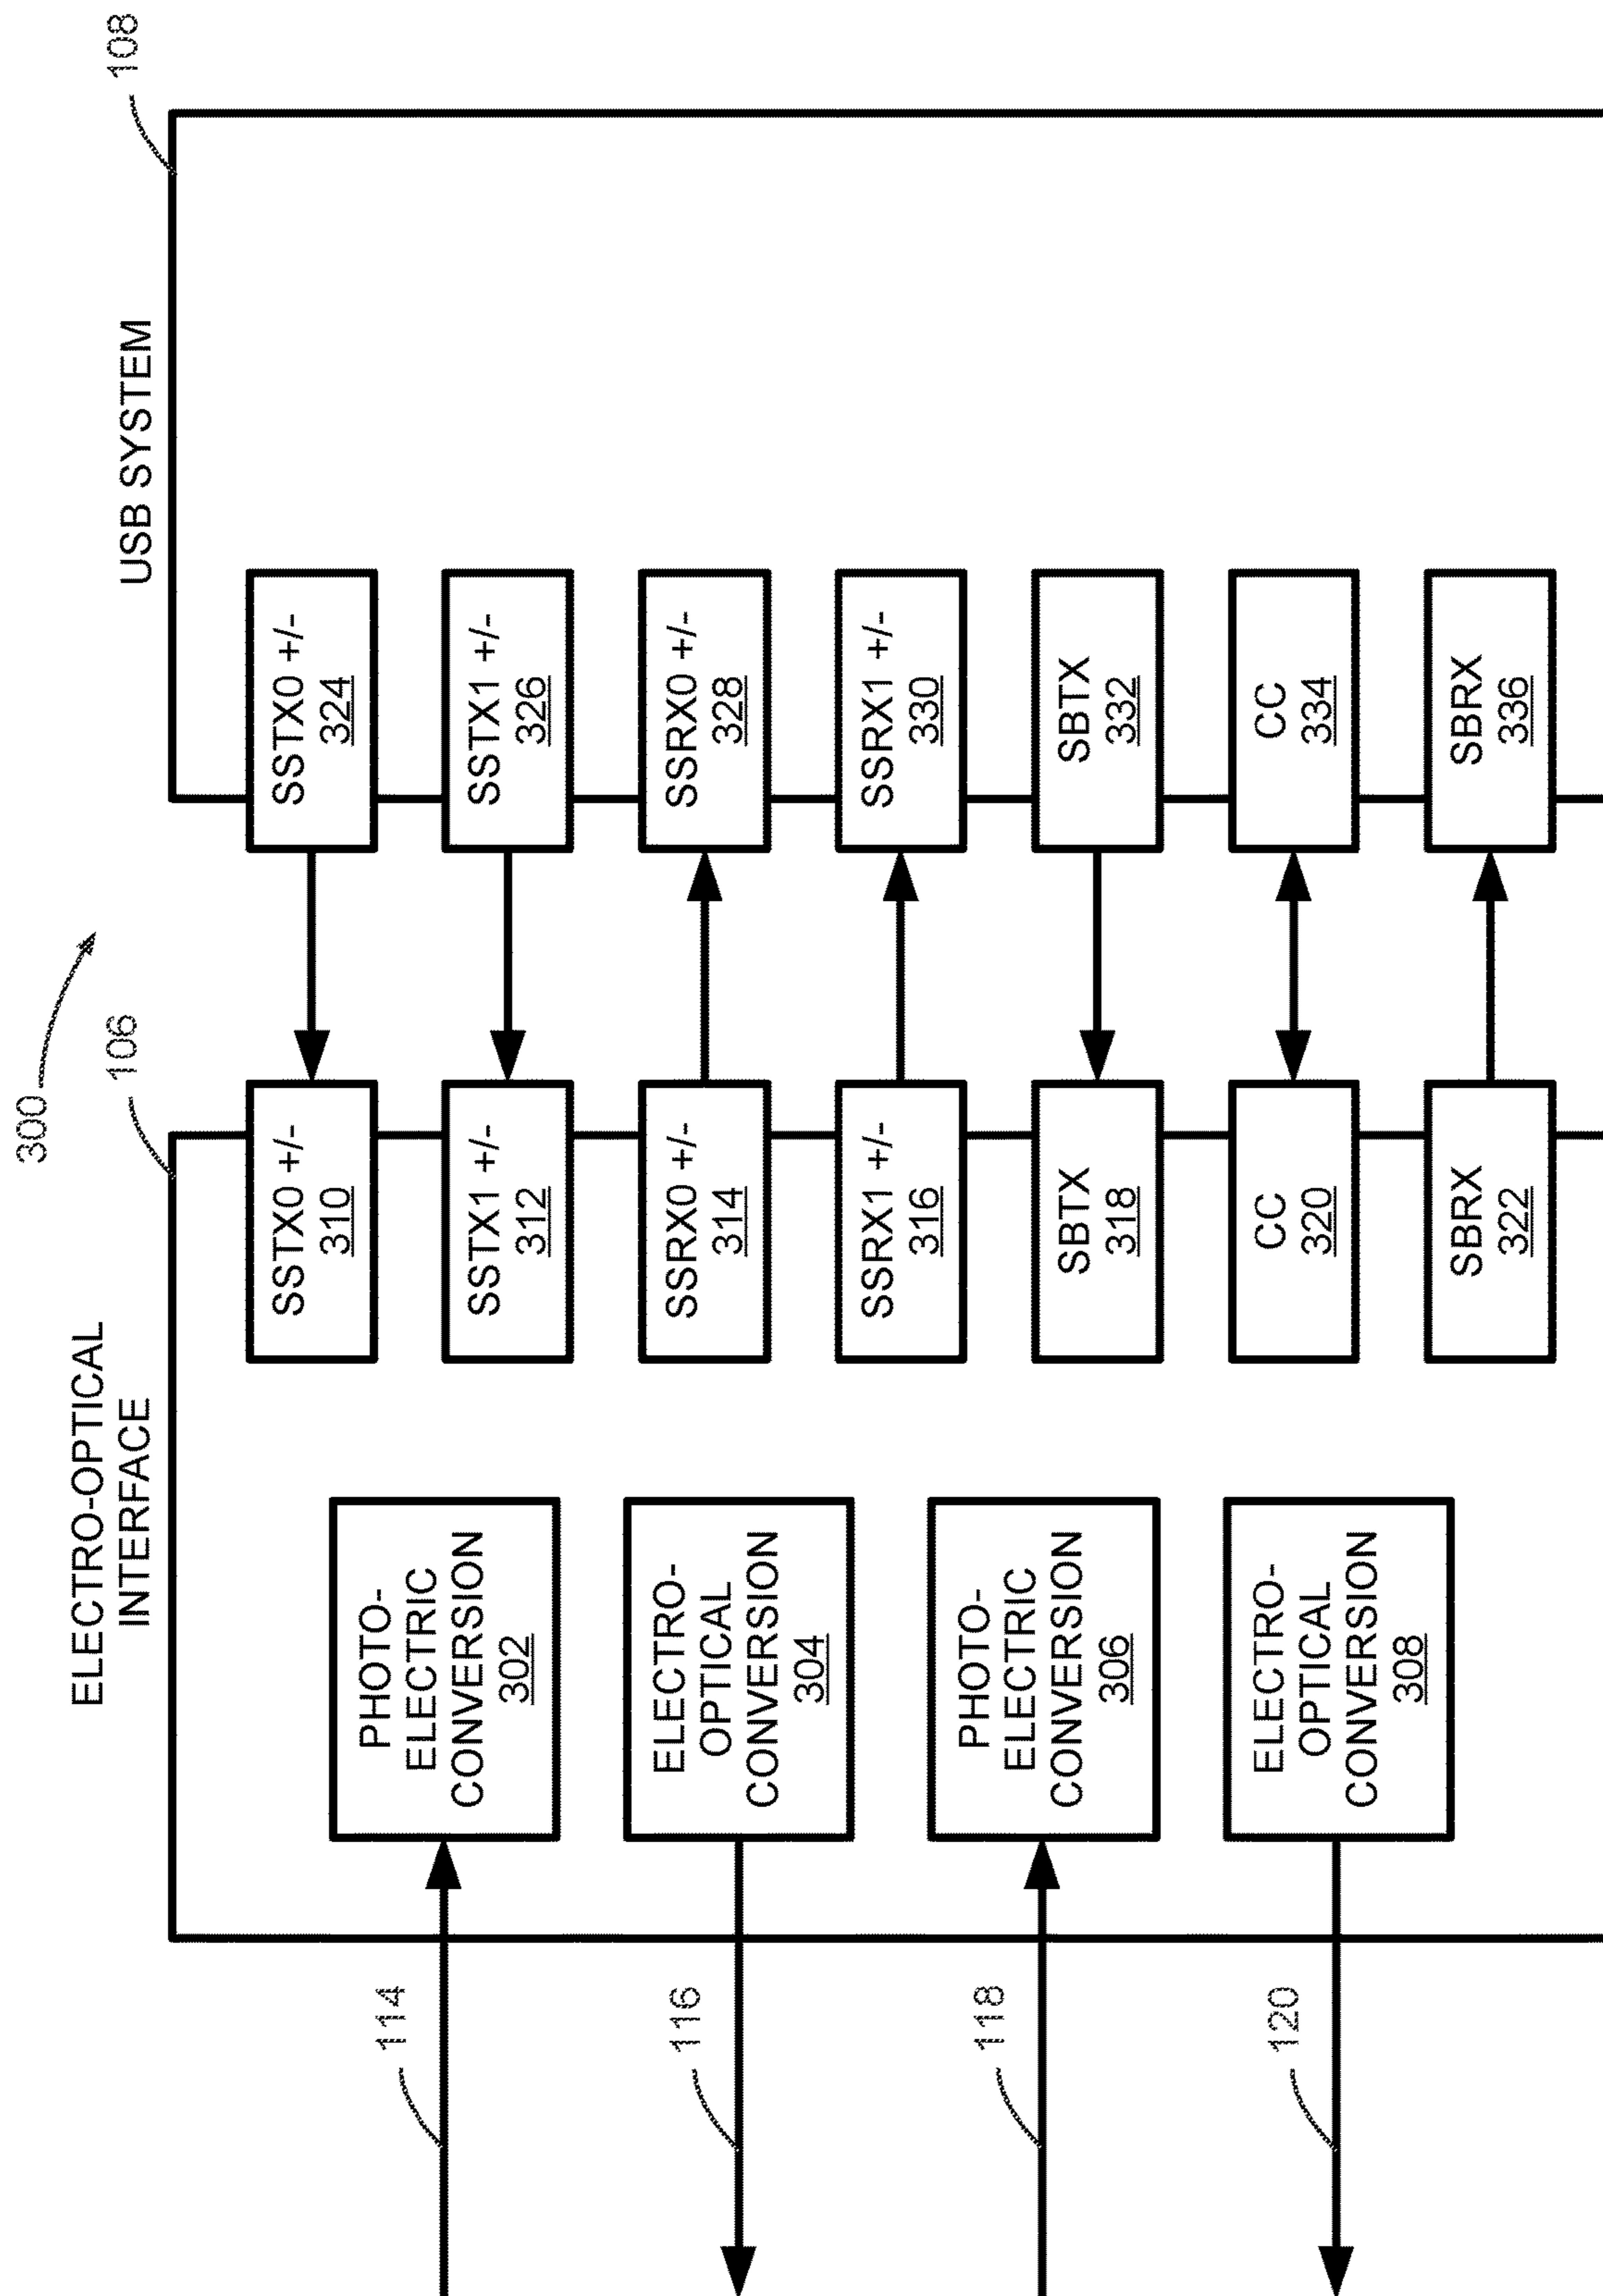 300
ELECTRO-OPTICAL
INTERFACE
106
USB SYSTEM
108
114
PHOTO-
ELECTRIC
CONVERSION
302
116
ELECTRO-
OPTICAL
CONVERSION
304
118
PHOTO-
ELECTRIC
CONVERSION
306
120
ELECTRO-
OPTICAL
CONVERSION
308
SSTX0 +/-
310
SSTX1 +/-
312
SSRX0 +/-
314
SSRX1 +/-
316
SBTX
318
CC
320
SBRX
322
SSTX0 +/-
324
SSTX1 +/-
326
SSRX0 +/-
328
SSRX1 +/-
330
SBTX
332
CC
334
SBRX
336